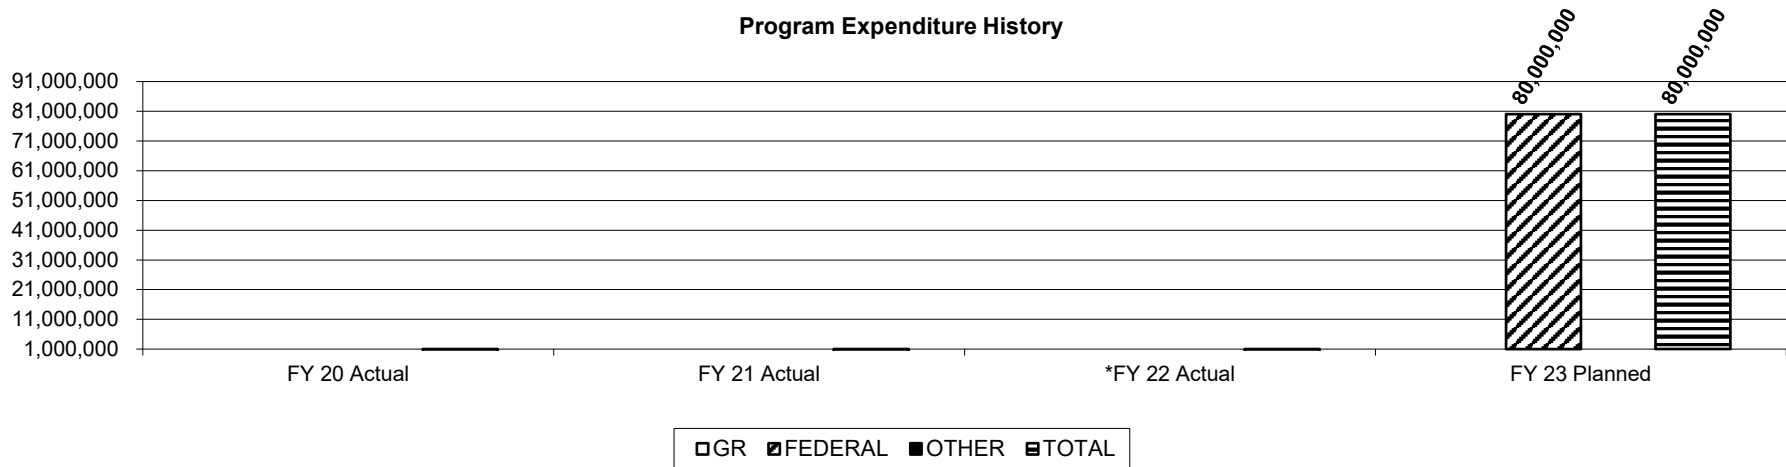 Program Expenditure History
80,000,000
80,000,000
91,000,000
81,000,000
71,000,000
61,000,000
51,000,000
41,000,000
31,000,000
21,000,000
11,000,000
1,000,000
FY 20 Actual
FY 21 Actual
*FY 22 Actual
FY 23 Planned
GR FEDERAL OTHER TOTAL